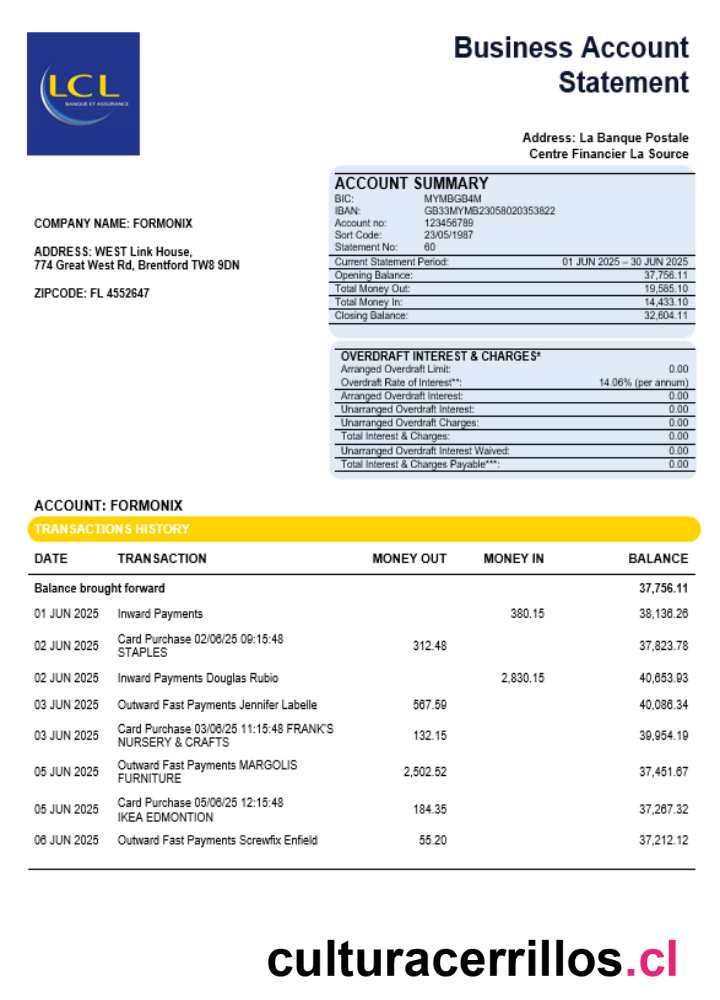 LCL
BANQUE ET ASSURANCE
Business Account
Statement
Address: La Banque Postale
Centre Financier La Source
COMPANY NAME: FORMONIX
ADDRESS: WEST Link House,
774 Great West Rd, Brentford TW8 9DN
ZIPCODE: FL 4552647
ACCOUNT SUMMARY
BIC: MYMBGB4M
IBAN: GB33MYMB23058020353822
Account no: 123456789
Sort Code: 23/05/1987
Statement No: 60
Current Statement Period: 01 JUN 2025 – 30 JUN 2025
Opening Balance: 37,756.11
Total Money Out: 19,585.10
Total Money In: 14,433.10
Closing Balance: 32,604.11
OVERDRAFT INTEREST & CHARGES*
Arranged Overdraft Limit: 0.00
Overdraft Rate of Interest**: 14.06% (per annum)
Arranged Overdraft Interest: 0.00
Unarranged Overdraft Interest: 0.00
Unarranged Overdraft Charges: 0.00
Total Interest & Charges: 0.00
Unarranged Overdraft Interest Waived: 0.00
Total Interest & Charges Payable***: 0.00
ACCOUNT: FORMONIX
TRANSACTIONS HISTORY
DATE TRANSACTION MONEY OUT MONEY IN BALANCE
Balance brought forward 37,756.11
01 JUN 2025 Inward Payments 380.15 38,136.26
02 JUN 2025 Card Purchase 02/06/25 09:15:48
STAPLES 312.48 37,823.78
02 JUN 2025 Inward Payments Douglas Rubio 2,830.15 40,653.93
03 JUN 2025 Outward Fast Payments Jennifer Labelle 567.59 40,086.34
03 JUN 2025 Card Purchase 03/06/25 11:15:48 FRANK'S
NURSERY & CRAFTS 132.15 39,954.19
05 JUN 2025 Outward Fast Payments MARGOLIS
FURNITURE 2,502.52 37,451.67
05 JUN 2025 Card Purchase 05/06/25 12:15:48
IKEA EDMONTION 184.35 37,267.32
06 JUN 2025 Outward Fast Payments Screwfix Enfield 55.20 37,212.12
culturacerrillos.cl